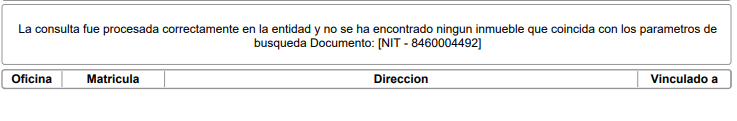 La consulta fue procesada correctamente en la entidad y no se ha encontrado ningun inmueble que coincida con los parametros de
busqueda Documento: [NIT - 8460004492]
Oficina Matricula Direccion Vinculado a